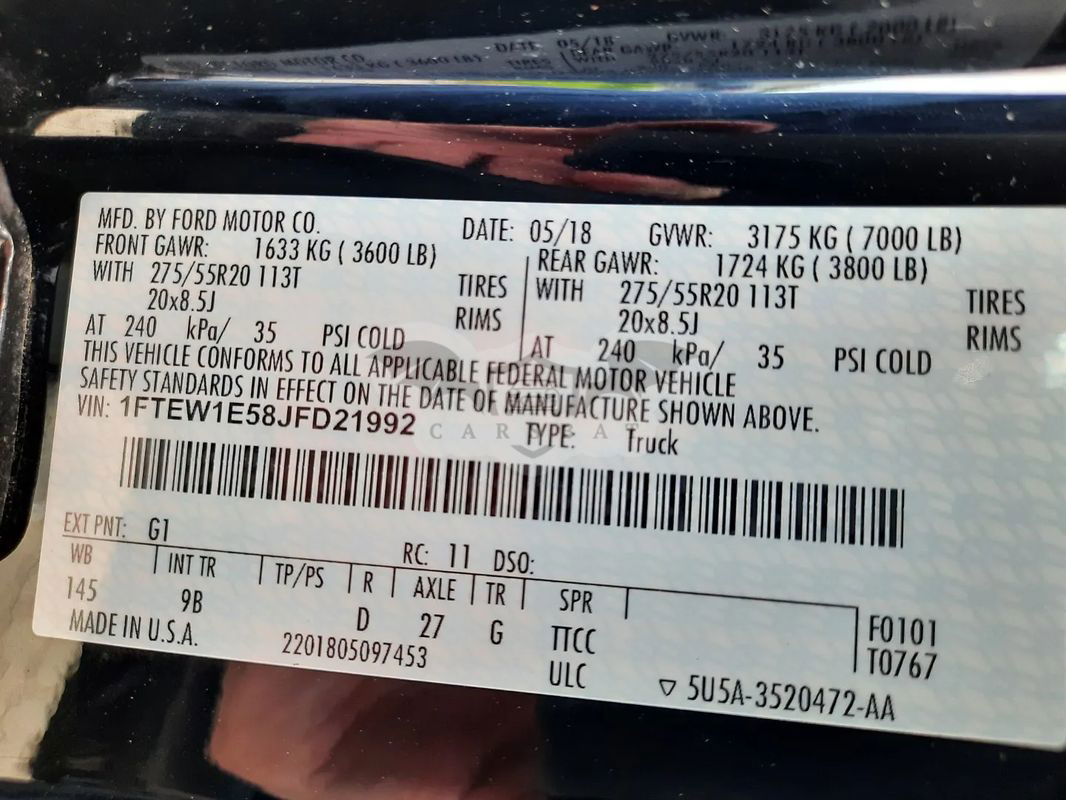 DATE 05/18
MFD. BY FORD MOTOR CO. DATE: 05/18 GVWR: 3175 KG ( 7000 LB)
FRONT GAWR: 1633 KG ( 3600 LB) REAR GAWR: 1724 KG ( 3800 LB)
WITH 275/55R20 113T TIRES WITH 275/55R20 113T TIRES
20x8.5J RIMS 20x8.5J RIMS
AT 240 kPa/ 35 PSI COLD AT 240 kPa/ 35 PSI COLD
THIS VEHICLE CONFORMS TO ALL APPLICABLE FEDERAL MOTOR VEHICLE
SAFETY STANDARDS IN EFFECT ON THE DATE OF MANUFACTURE SHOWN ABOVE.
VIN: 1FTEW1E58JFD21992 TYPE: Truck
EXT PNT: G1 RC: 11 DSO:
WB INT TR TP/PS R AXLE TR SPR
145 9B D 27 G TTCC F0101
MADE IN U.S.A. 2201805097453 ULC T0767
5U5A-3520472-AA